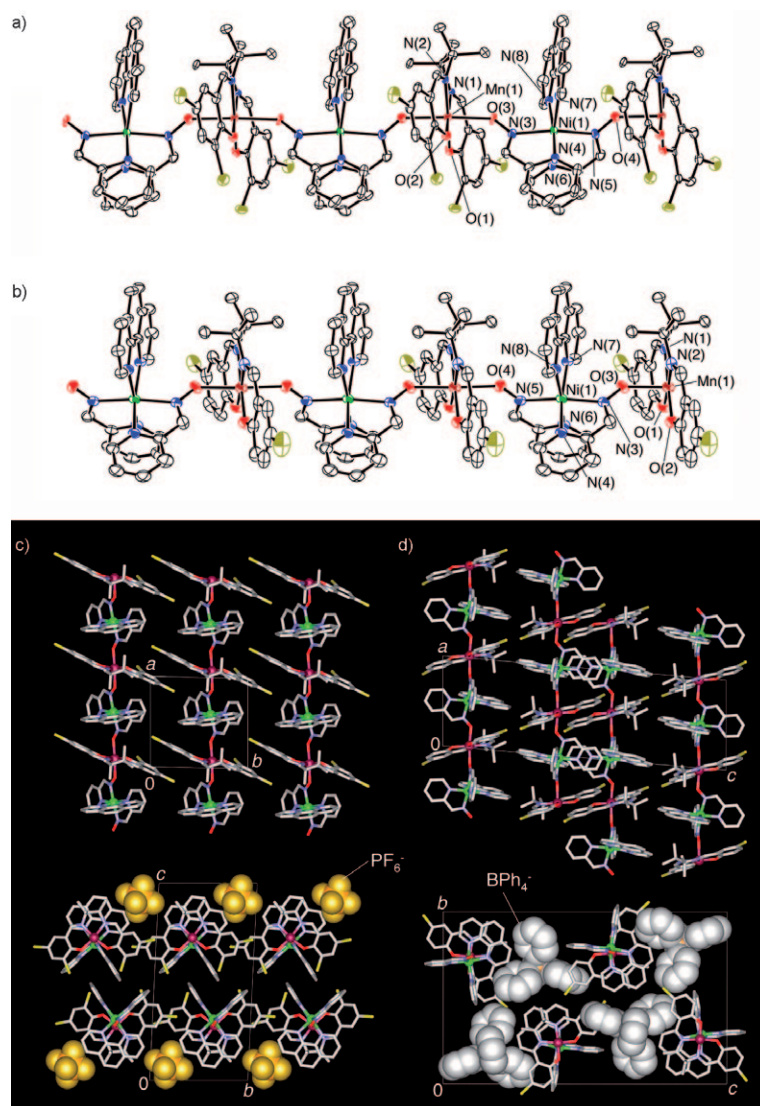 a)
N(2)
N(1)
Mn(1)
O(3)
N(3)
N(8)
N(7)
Ni(1)
N(4)
N(6)
O(4)
N(5)
O(2)
O(1)
b)
N(8)
N(7)
O(4)
N(5)
Ni(1)
O(3)
N(1)
N(2)
Mn(1)
N(6)
O(1)
N(3)
O(2)
N(4)
c)
d)
a
a
0
b
0
c
PF6-
c
BPh4-
b
0
b
0
c